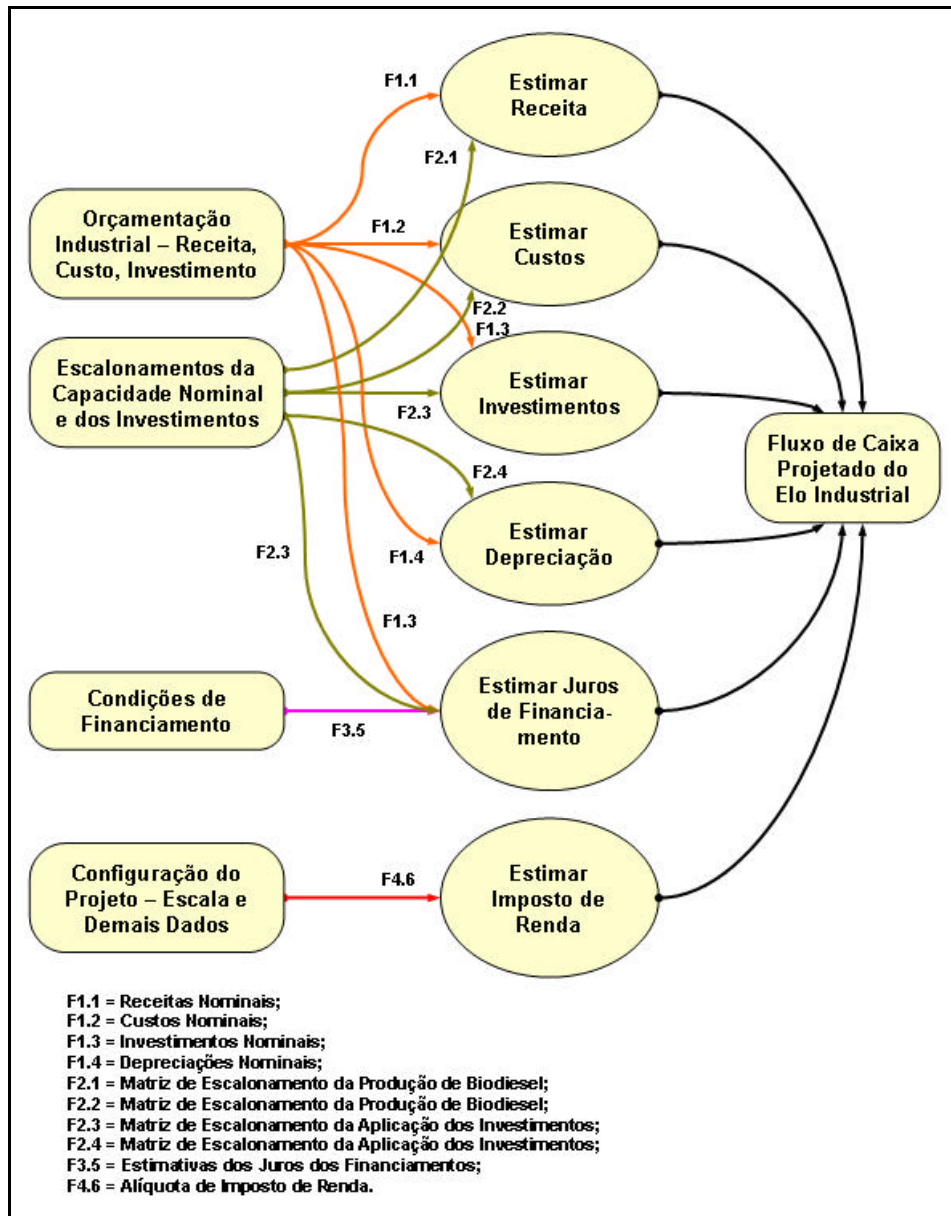 F1.1
Estimar
Receita
F2.1
Orçamentação
Industrial – Receita,
Custo, Investimento
F1.2
Estimar
Custos
F2.2
F1.3
Escalonamentos da
Capacidade Nominal
e dos Investimentos
F2.3
Estimar
Investimentos
Fluxo de Caixa
Projetado do
Elo Industrial
F2.4
F2.3
F1.4
Estimar
Depreciação
F1.3
Condições de
Financiamento
F3.5
Estimar Juros
de Financia-
mento
Configuração do
Projeto – Escala e
Demais Dados
F4.6
Estimar
Imposto de
Renda
F1.1 = Receitas Nominais;
F1.2 = Custos Nominais;
F1.3 = Investimentos Nominais;
F1.4 = Depreciações Nominais;
F2.1 = Matriz de Escalonamento da Produção de Biodiesel;
F2.2 = Matriz de Escalonamento da Produção de Biodiesel;
F2.3 = Matriz de Escalonamento da Aplicação dos Investimentos;
F2.4 = Matriz de Escalonamento da Aplicação dos Investimentos;
F3.5 = Estimativas dos Juros dos Financiamentos;
F4.6 = Alíquota de Imposto de Renda.